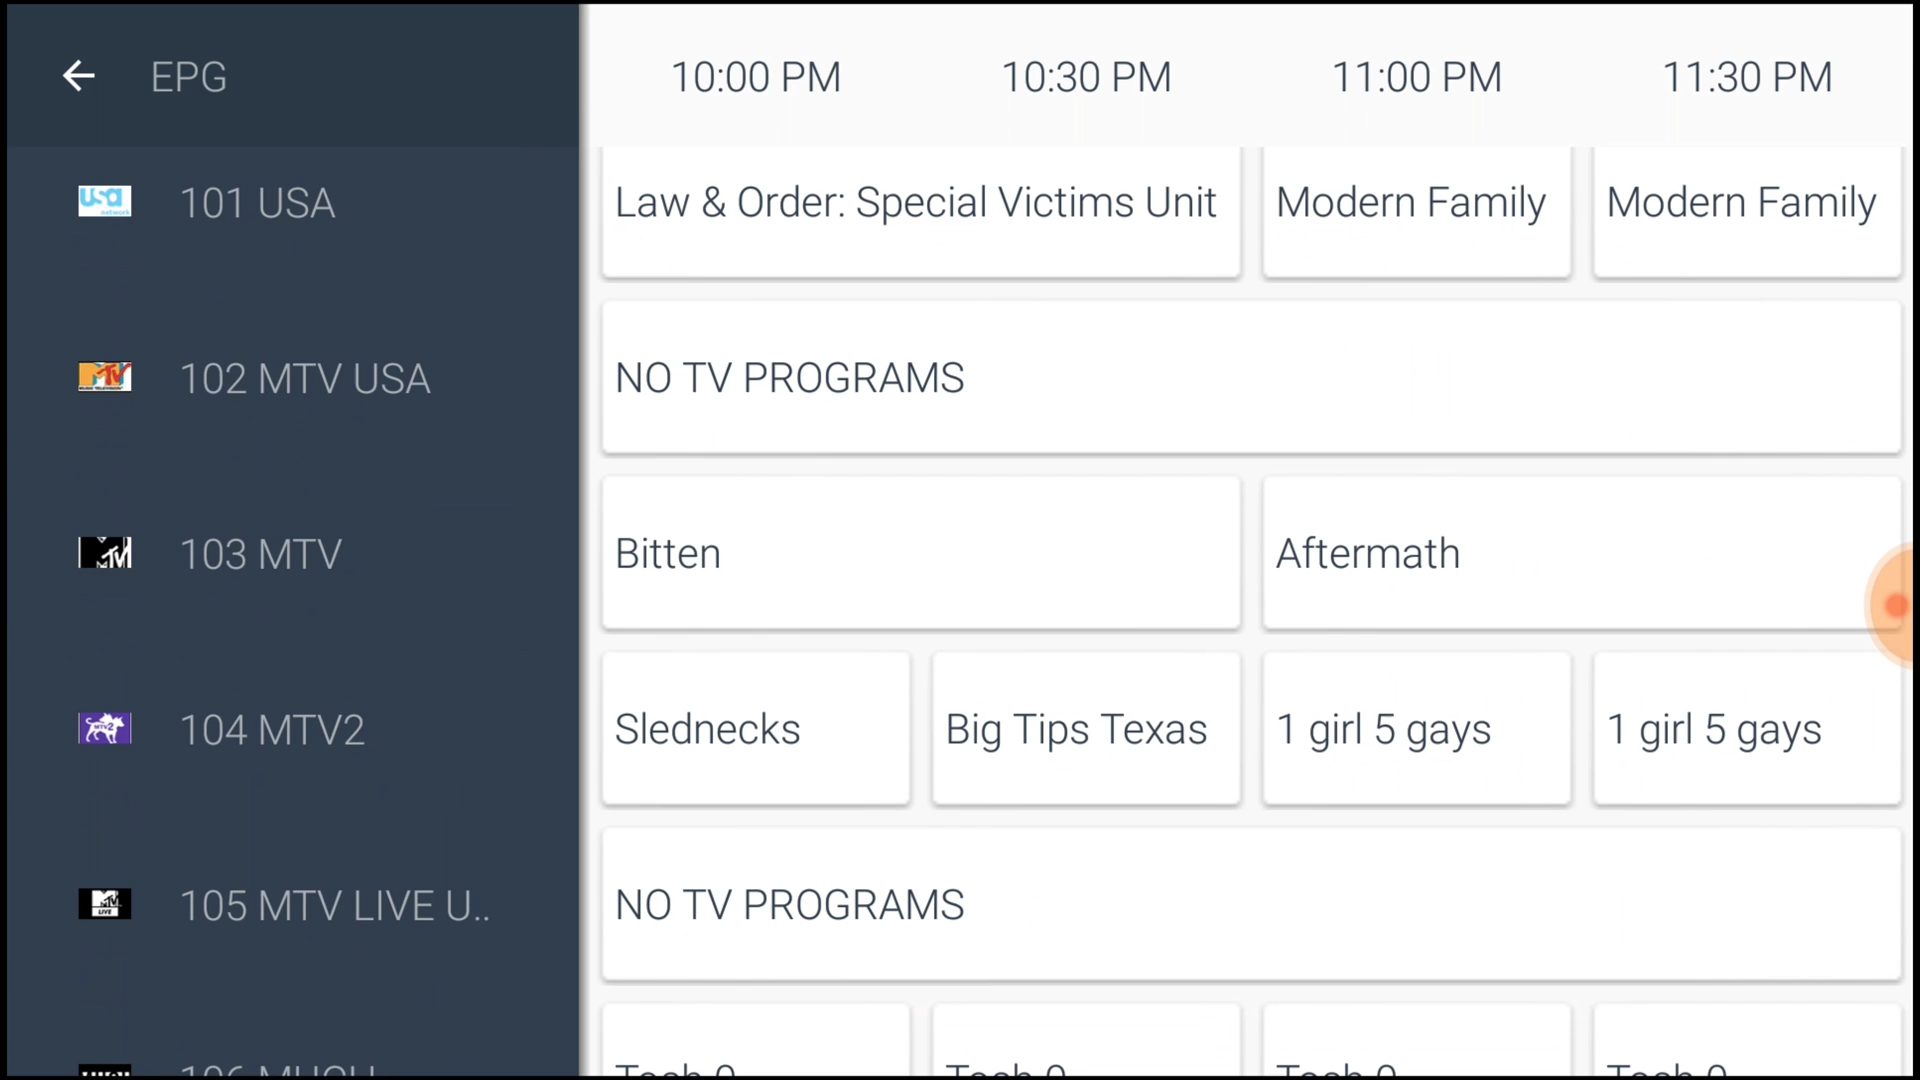 EPG
10:00 PM 10:30 PM 11:00 PM 11:30 PM
usa network 101 USA Law & Order: Special Victims Unit Modern Family Modern Family
102 MTV USA NO TV PROGRAMS
103 MTV Bitten Aftermath
104 MTV2 Slednecks Big Tips Texas 1 girl 5 gays 1 girl 5 gays
105 MTV LIVE U.. NO TV PROGRAMS